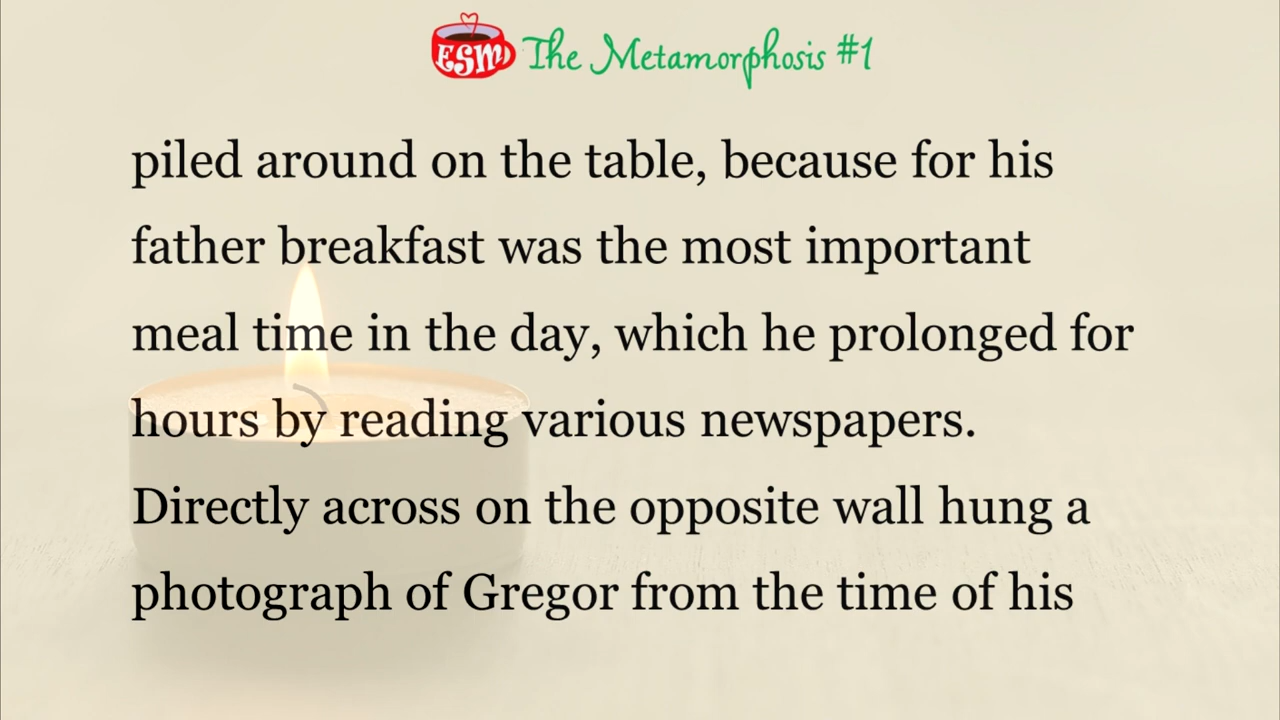 ESM The Metamorphosis #1
piled around on the table, because for his
father breakfast was the most important
meal time in the day, which he prolonged for
hours by reading various newspapers.
Directly across on the opposite wall hung a
photograph of Gregor from the time of his